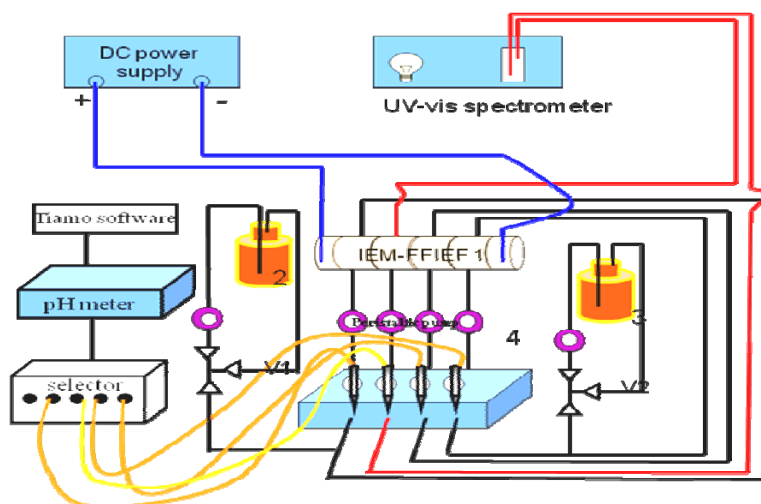 DC power
supply
+
-
UV-vis spectrometer
Tiamo software
pH meter
selector
2
IEM-FFIEF 1
Peristaltic pump
3
4
V1
V2